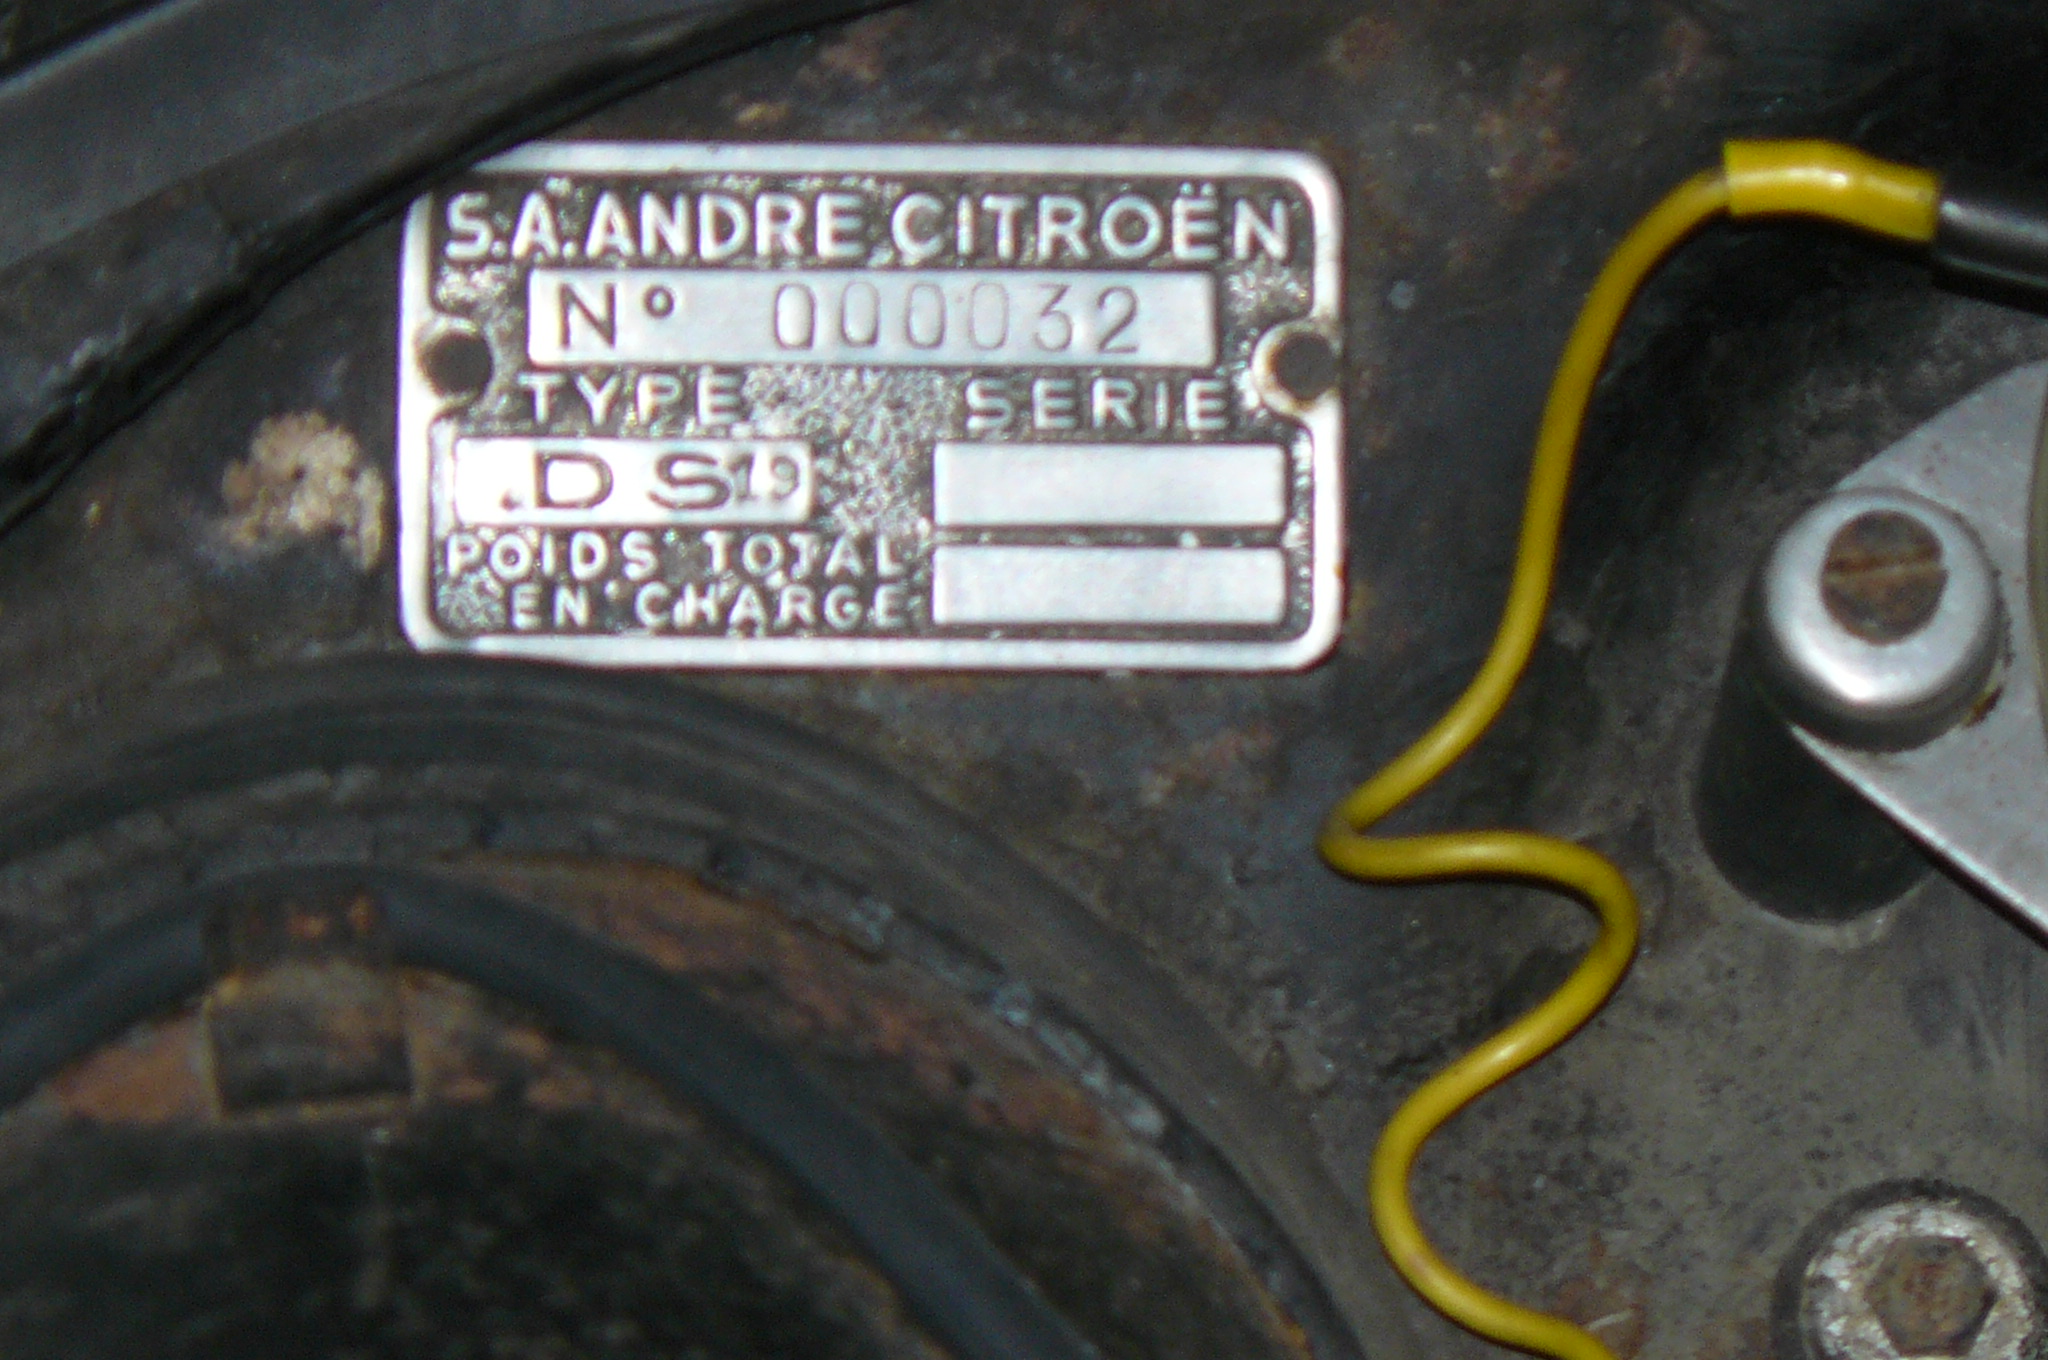 S.A. ANDRE CITROËN
N° 000032
TYPE SERIE
DS19
POIDS TOTAL
EN CHARGE